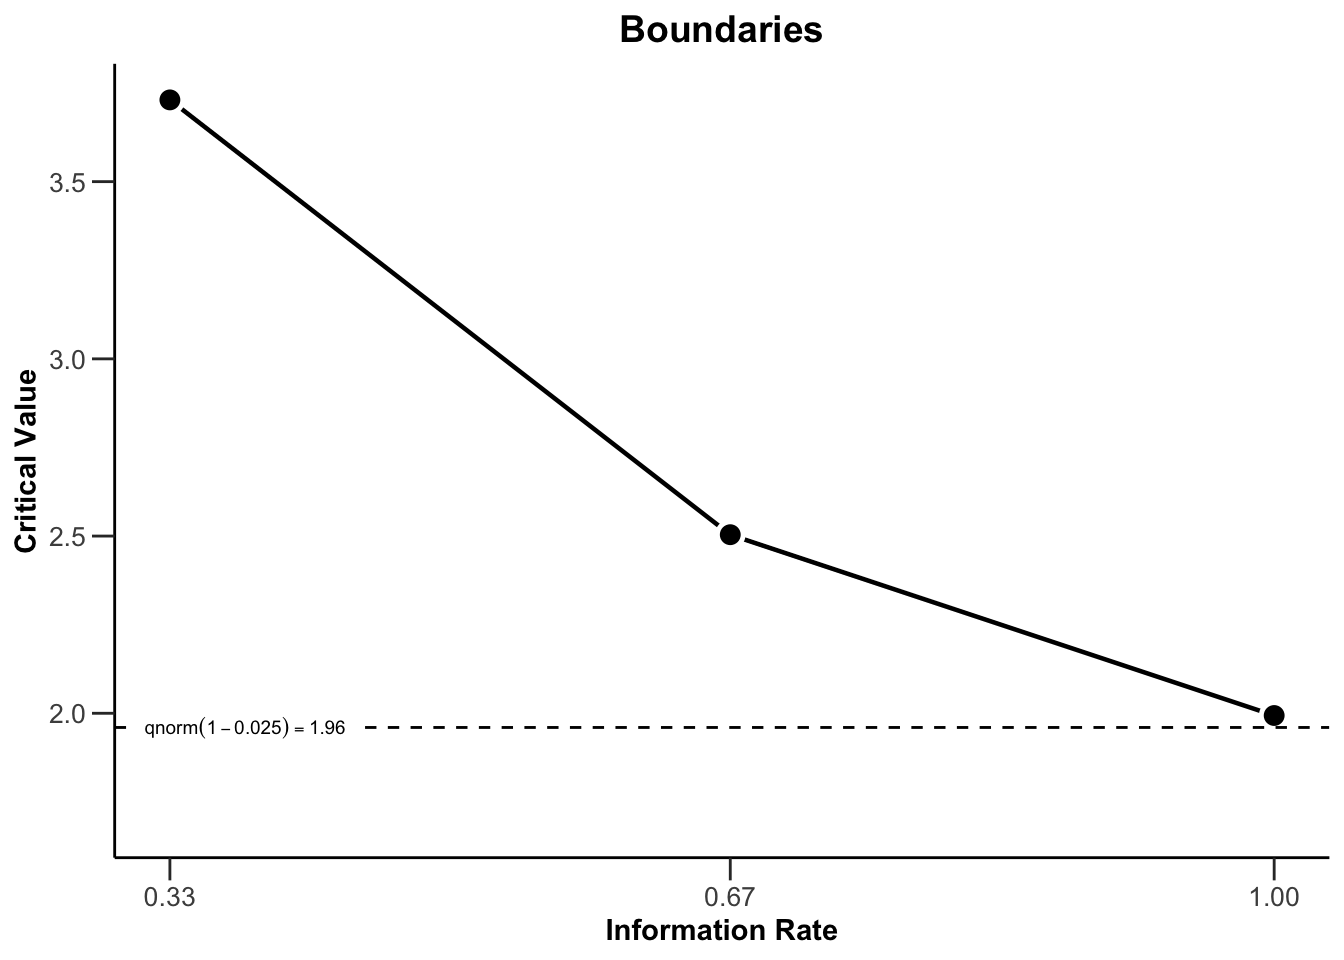 Boundaries
Critical Value
3.5
3.0
2.5
2.0
qnorm(1 − 0.025) = 1.96
0.33 0.67 1.00
Information Rate